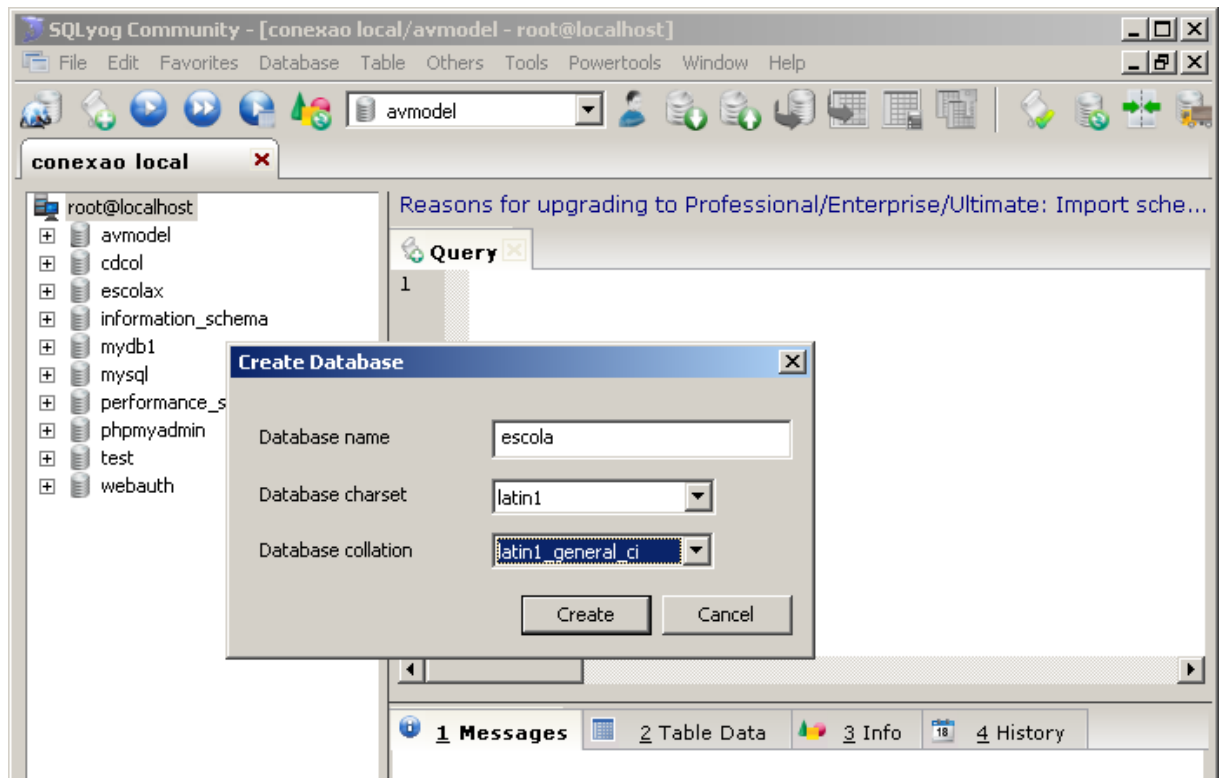 SQLyog Community - [conexao local/avmodel - root@localhost]
File Edit Favorites Database Table Others Tools Powertools Window Help
avmodel
conexao local
root@localhost
avmodel
cdcol
escolax
information_schema
mydb1
mysql
performance_s
phpmyadmin
test
webauth
Reasons for upgrading to Professional/Enterprise/Ultimate: Import sche...
Query
1
Create Database
Database name escola
Database charset latin1
Database collation latin1_general_ci
Create Cancel
1 Messages 2 Table Data 3 Info 18 4 History